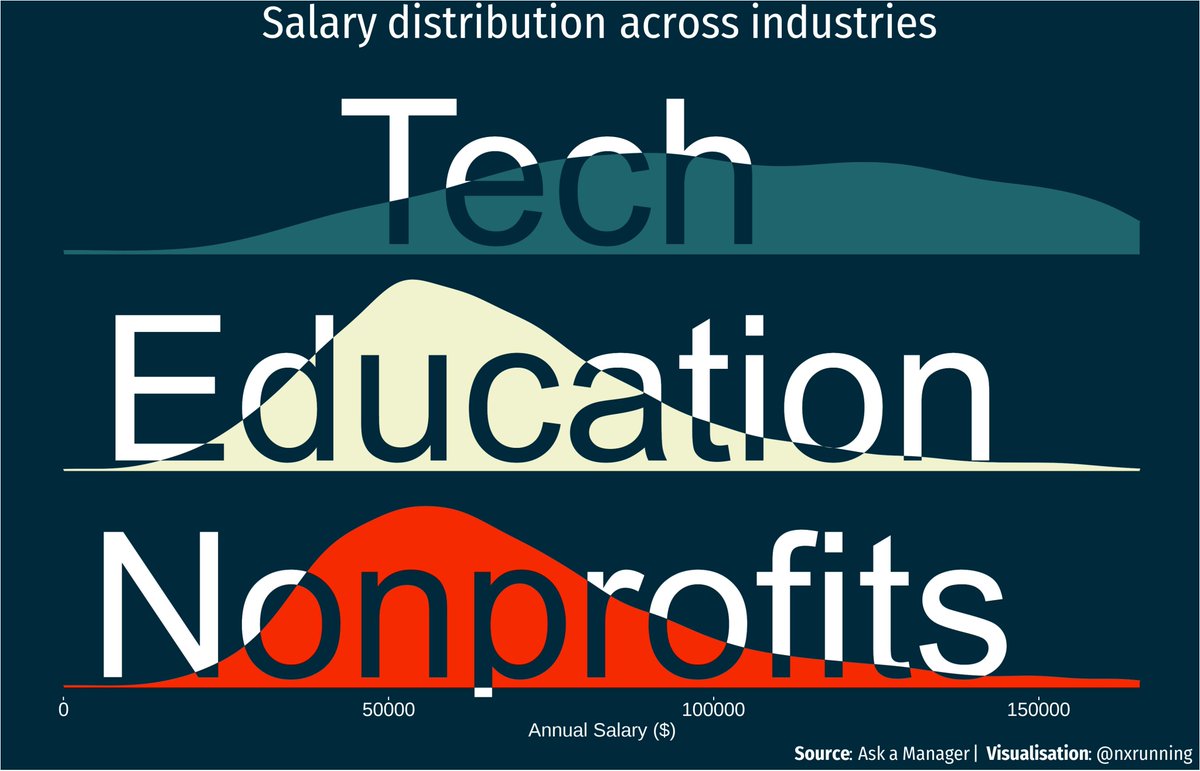 Salary distribution across industries
Tech
Education
Nonprofits
0 50000 100000 150000
Annual Salary ($)
Source: Ask a Manager | Visualisation: @nxrunning